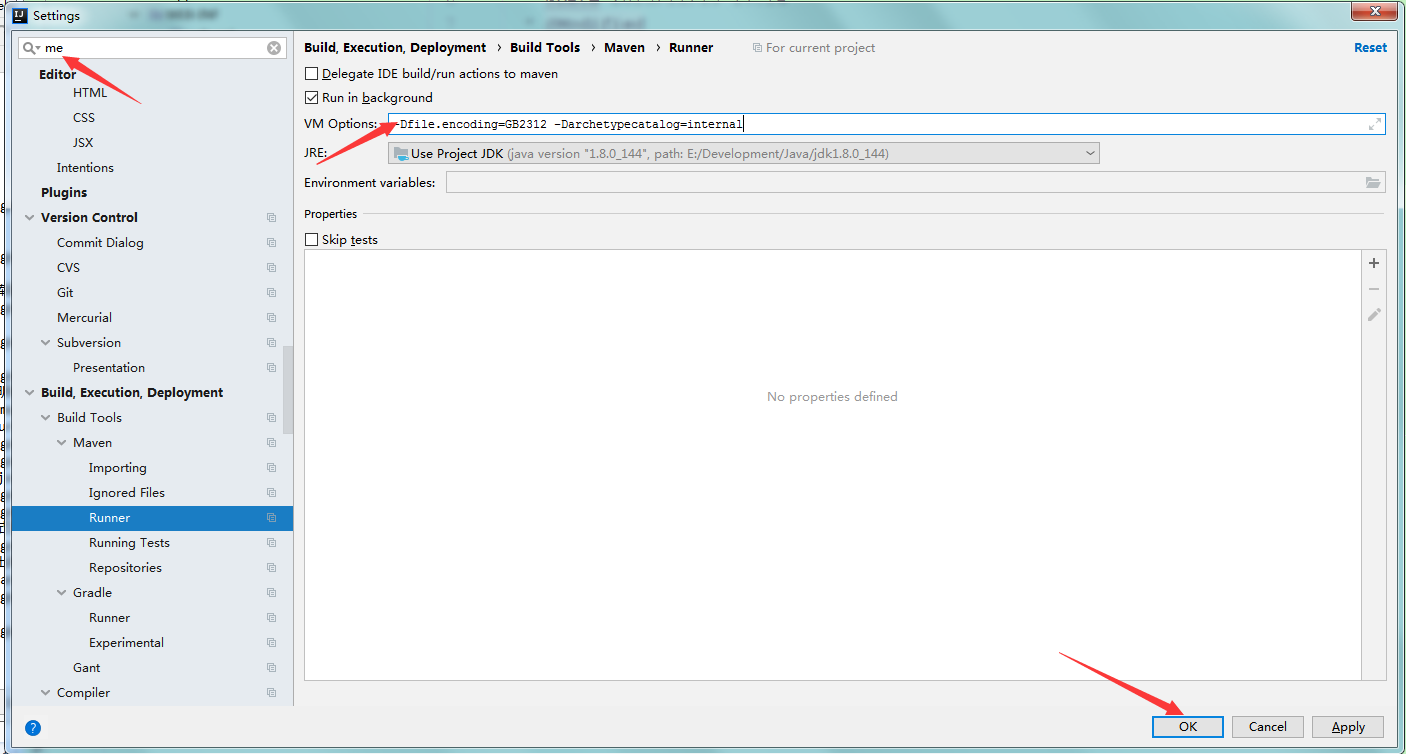 Settings
me
Editor
HTML
CSS
JSX
Intentions
Plugins
Version Control
Commit Dialog
CVS
Git
Mercurial
Subversion
Presentation
Build, Execution, Deployment
Build Tools
Maven
Importing
Ignored Files
Runner
Running Tests
Repositories
Gradle
Runner
Experimental
Gant
Compiler
Build, Execution, Deployment › Build Tools › Maven › Runner For current project Reset
Delegate IDE build/run actions to maven
Run in background
VM Options: -Dfile.encoding=GB2312 -Darchetypecatalog=internal
JRE: Use Project JDK (java version "1.8.0_144", path: E:/Development/Java/jdk1.8.0_144)
Environment variables:
Properties
Skip tests
No properties defined
? OK Cancel Apply